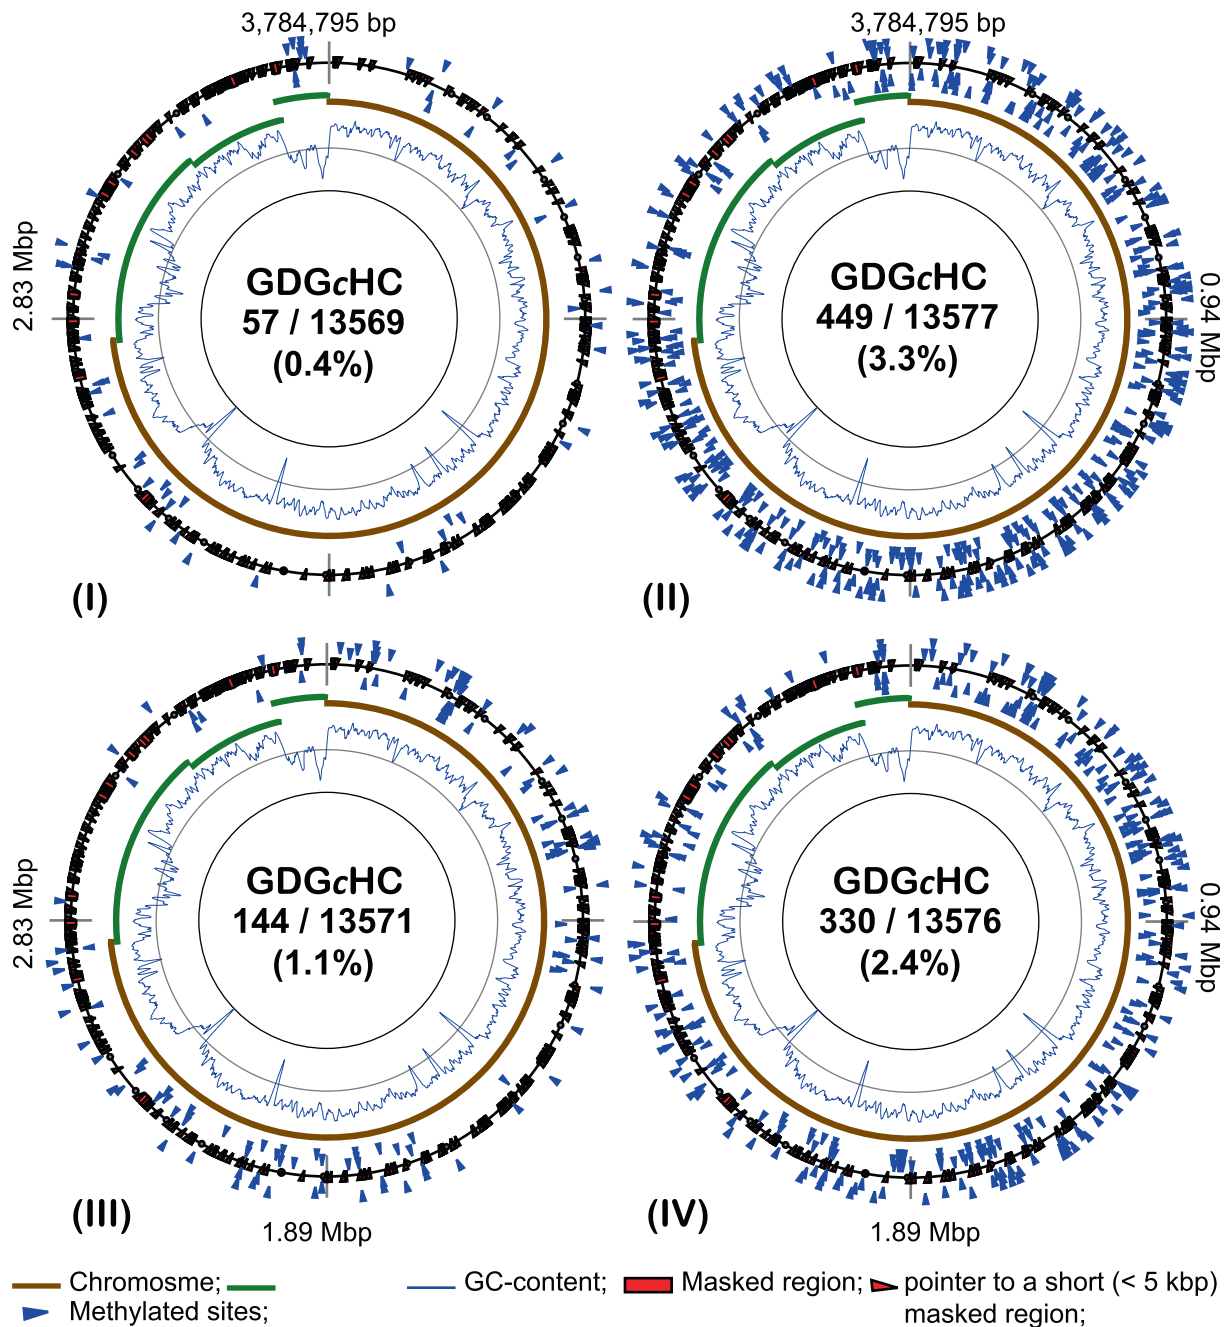 3,784,795 bp
3,784,795 bp
2.83 Mbp
GDGcHC
57 / 13569
(0.4%)
GDGcHC
449 / 13577
(3.3%)
0.94 Mbp
(I)
(II)
2.83 Mbp
GDGcHC
144 / 13571
(1.1%)
GDGcHC
330 / 13576
(2.4%)
0.94 Mbp
(III)
(IV)
1.89 Mbp
1.89 Mbp
Chromosme;
GC-content;
Masked region;
pointer to a short (< 5 kbp)
masked region;
Methylated sites;